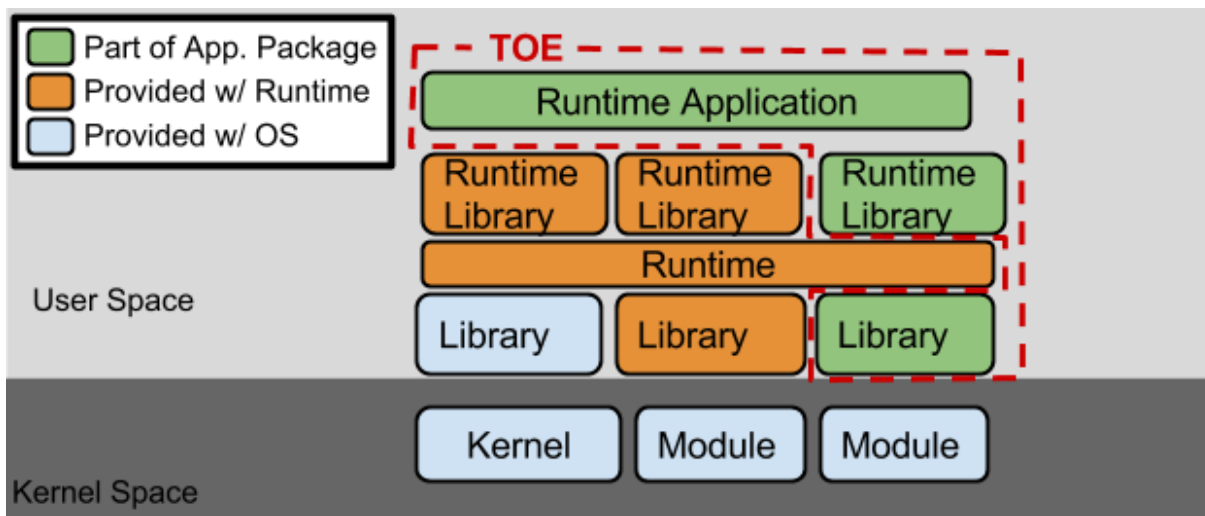 Part of App. Package
Provided w/ Runtime
Provided w/ OS
TOE
Runtime Application
Runtime
Library
Runtime
Library
Runtime
Library
Runtime
User Space
Library
Library
Library
Kernel
Module
Module
Kernel Space